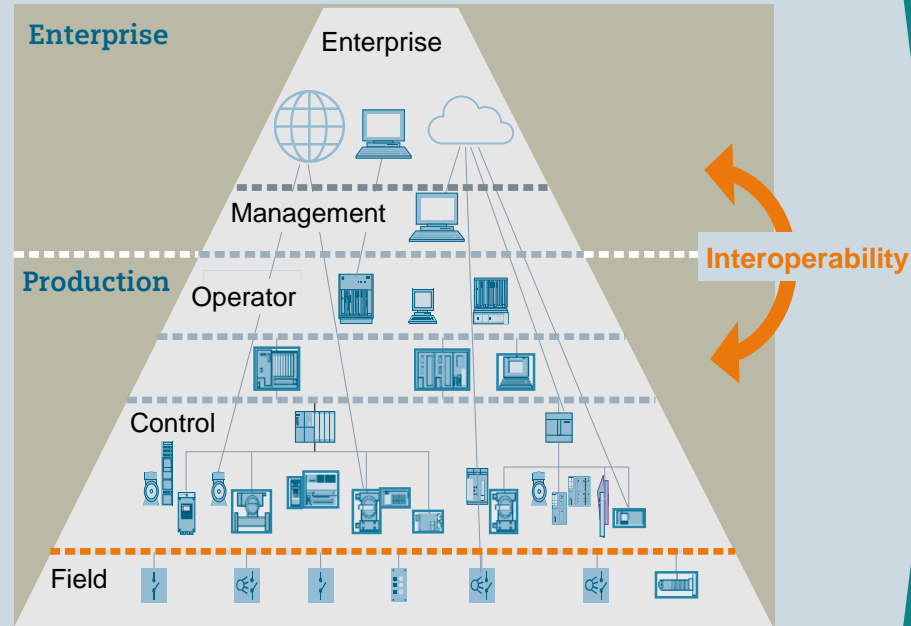 Enterprise
Enterprise
Management
Interoperability
Production
Operator
Control
Field